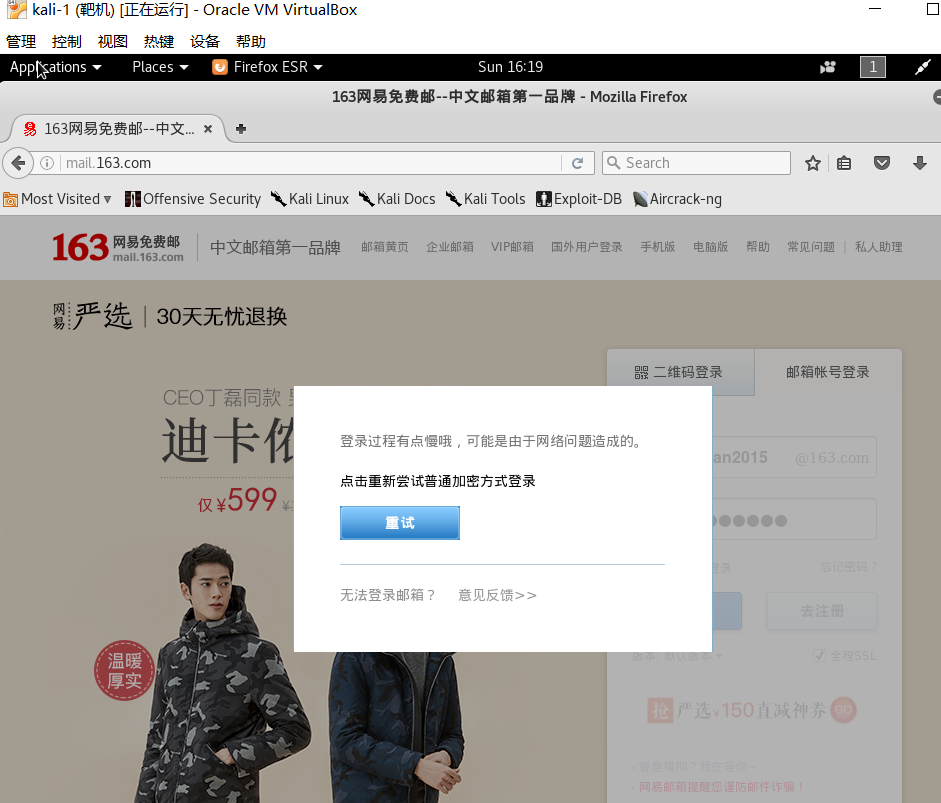 kali-1 (靶机) [正在运行] - Oracle VM VirtualBox
管理 控制 视图 热键 设备 帮助
Applications Places Firefox ESR Sun 16:19 1
163网易免费邮--中文邮箱第一品牌 - Mozilla Firefox
163网易免费邮--中文...
mail.163.com Search
Most Visited Offensive Security Kali Linux Kali Docs Kali Tools Exploit-DB Aircrack-ng
163 网易免费邮 mail.163.com 中文邮箱第一品牌 邮箱黄页 企业邮箱 VIP邮箱 国外用户登录 手机版 电脑版 帮助 常见问题 | 私人助理
网易严选 | 30天无忧退换
二维码登录 邮箱帐号登录
CEO丁磊同款
迪卡侬
仅¥599
an2015 @163.com
登录过程有点慢哦，可能是由于网络问题造成的。
点击重新尝试普通加密方式登录
重试
无法登录邮箱？ 意见反馈>>
登录 忘记密码?
去注册
版本: 默认版本 全程SSL
温暖
厚实
抢 严选¥150直减神券 GO
· 网易邮箱提醒您谨防邮件诈骗！